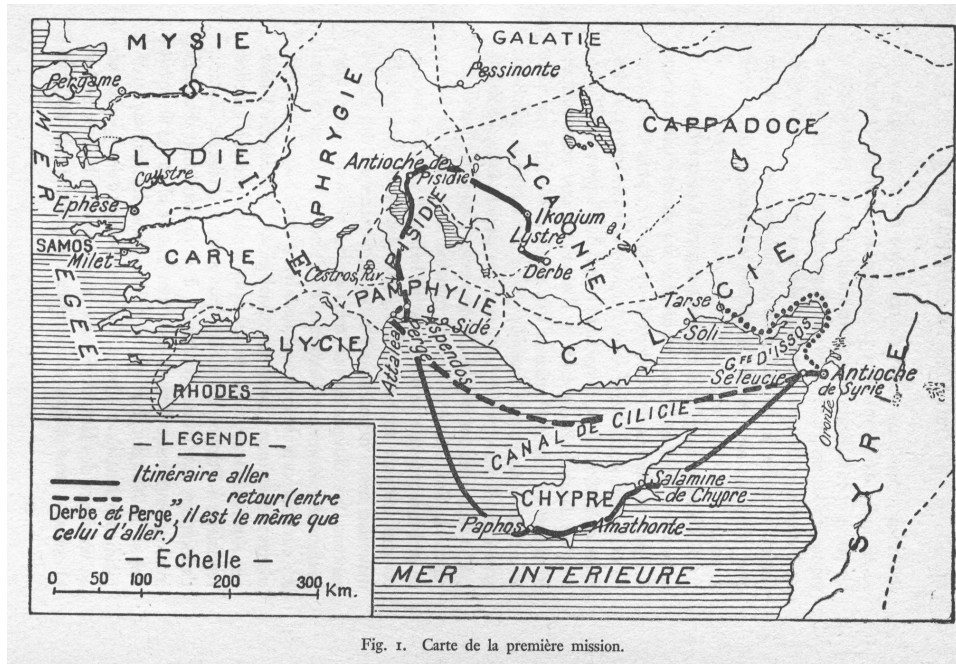 MYSIE
GALATIE
Pergame
Pessinonte
PHRYGIE
CAPPADOCE
LYDIE
LYCAONIE
Antioche de
Pisidie
Ephèse
PISIDIE
Ikonium
Lystre
Derbe
SAMOS
Milet
CARIE
MER EGEE
Cestros
PAMPHYLIE
Sidé
Aspendos
Perge
Attaleia
LYCIE
RHODES
CILICIE
Tarse
Soli
GFE D'ISSOS
Séleucie
Antioche
de Syrie
Oronte
SYRIE
CANAL DE CILICIE
CHYPRE
Salamine
de Chypre
Paphos
Amathonte
MER INTERIEURE
LEGENDE
Itinéraire aller
" retour (entre
Derbe et Perge, il est le même que
celui d'aller.)
Echelle
0 50 100 200 300 Km.
Fig. 1. Carte de la première mission.